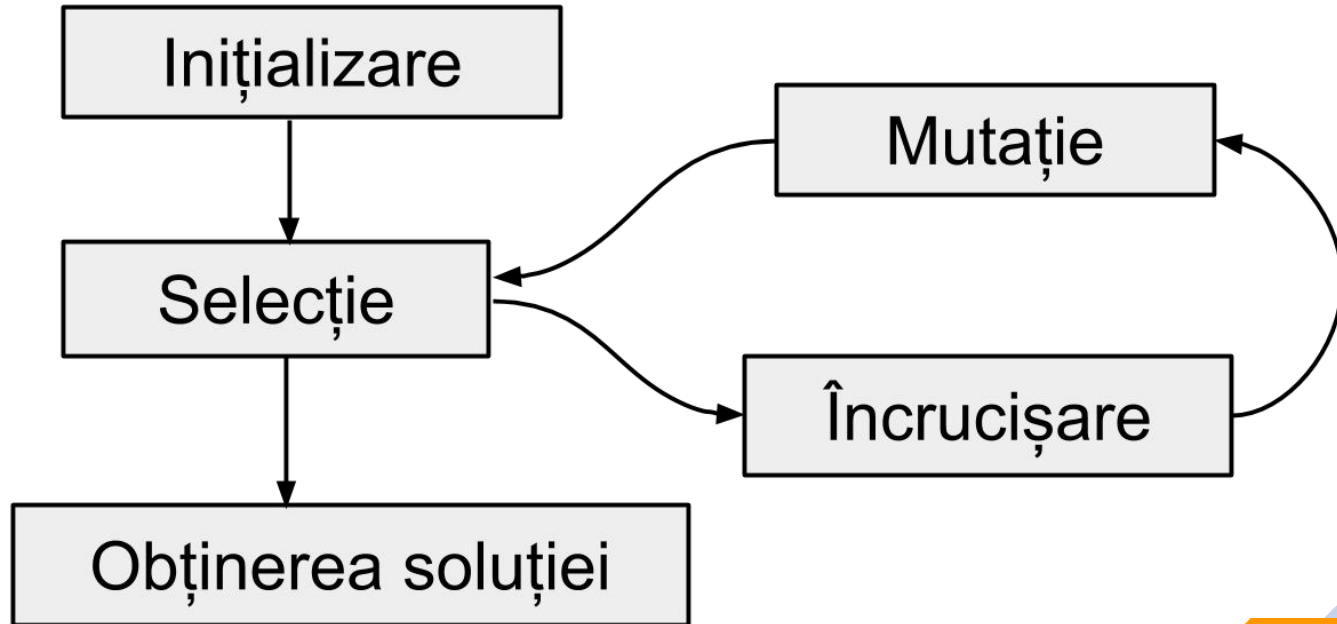 Inițializare
Mutație
Selecție
Încrucișare
Obținerea soluției